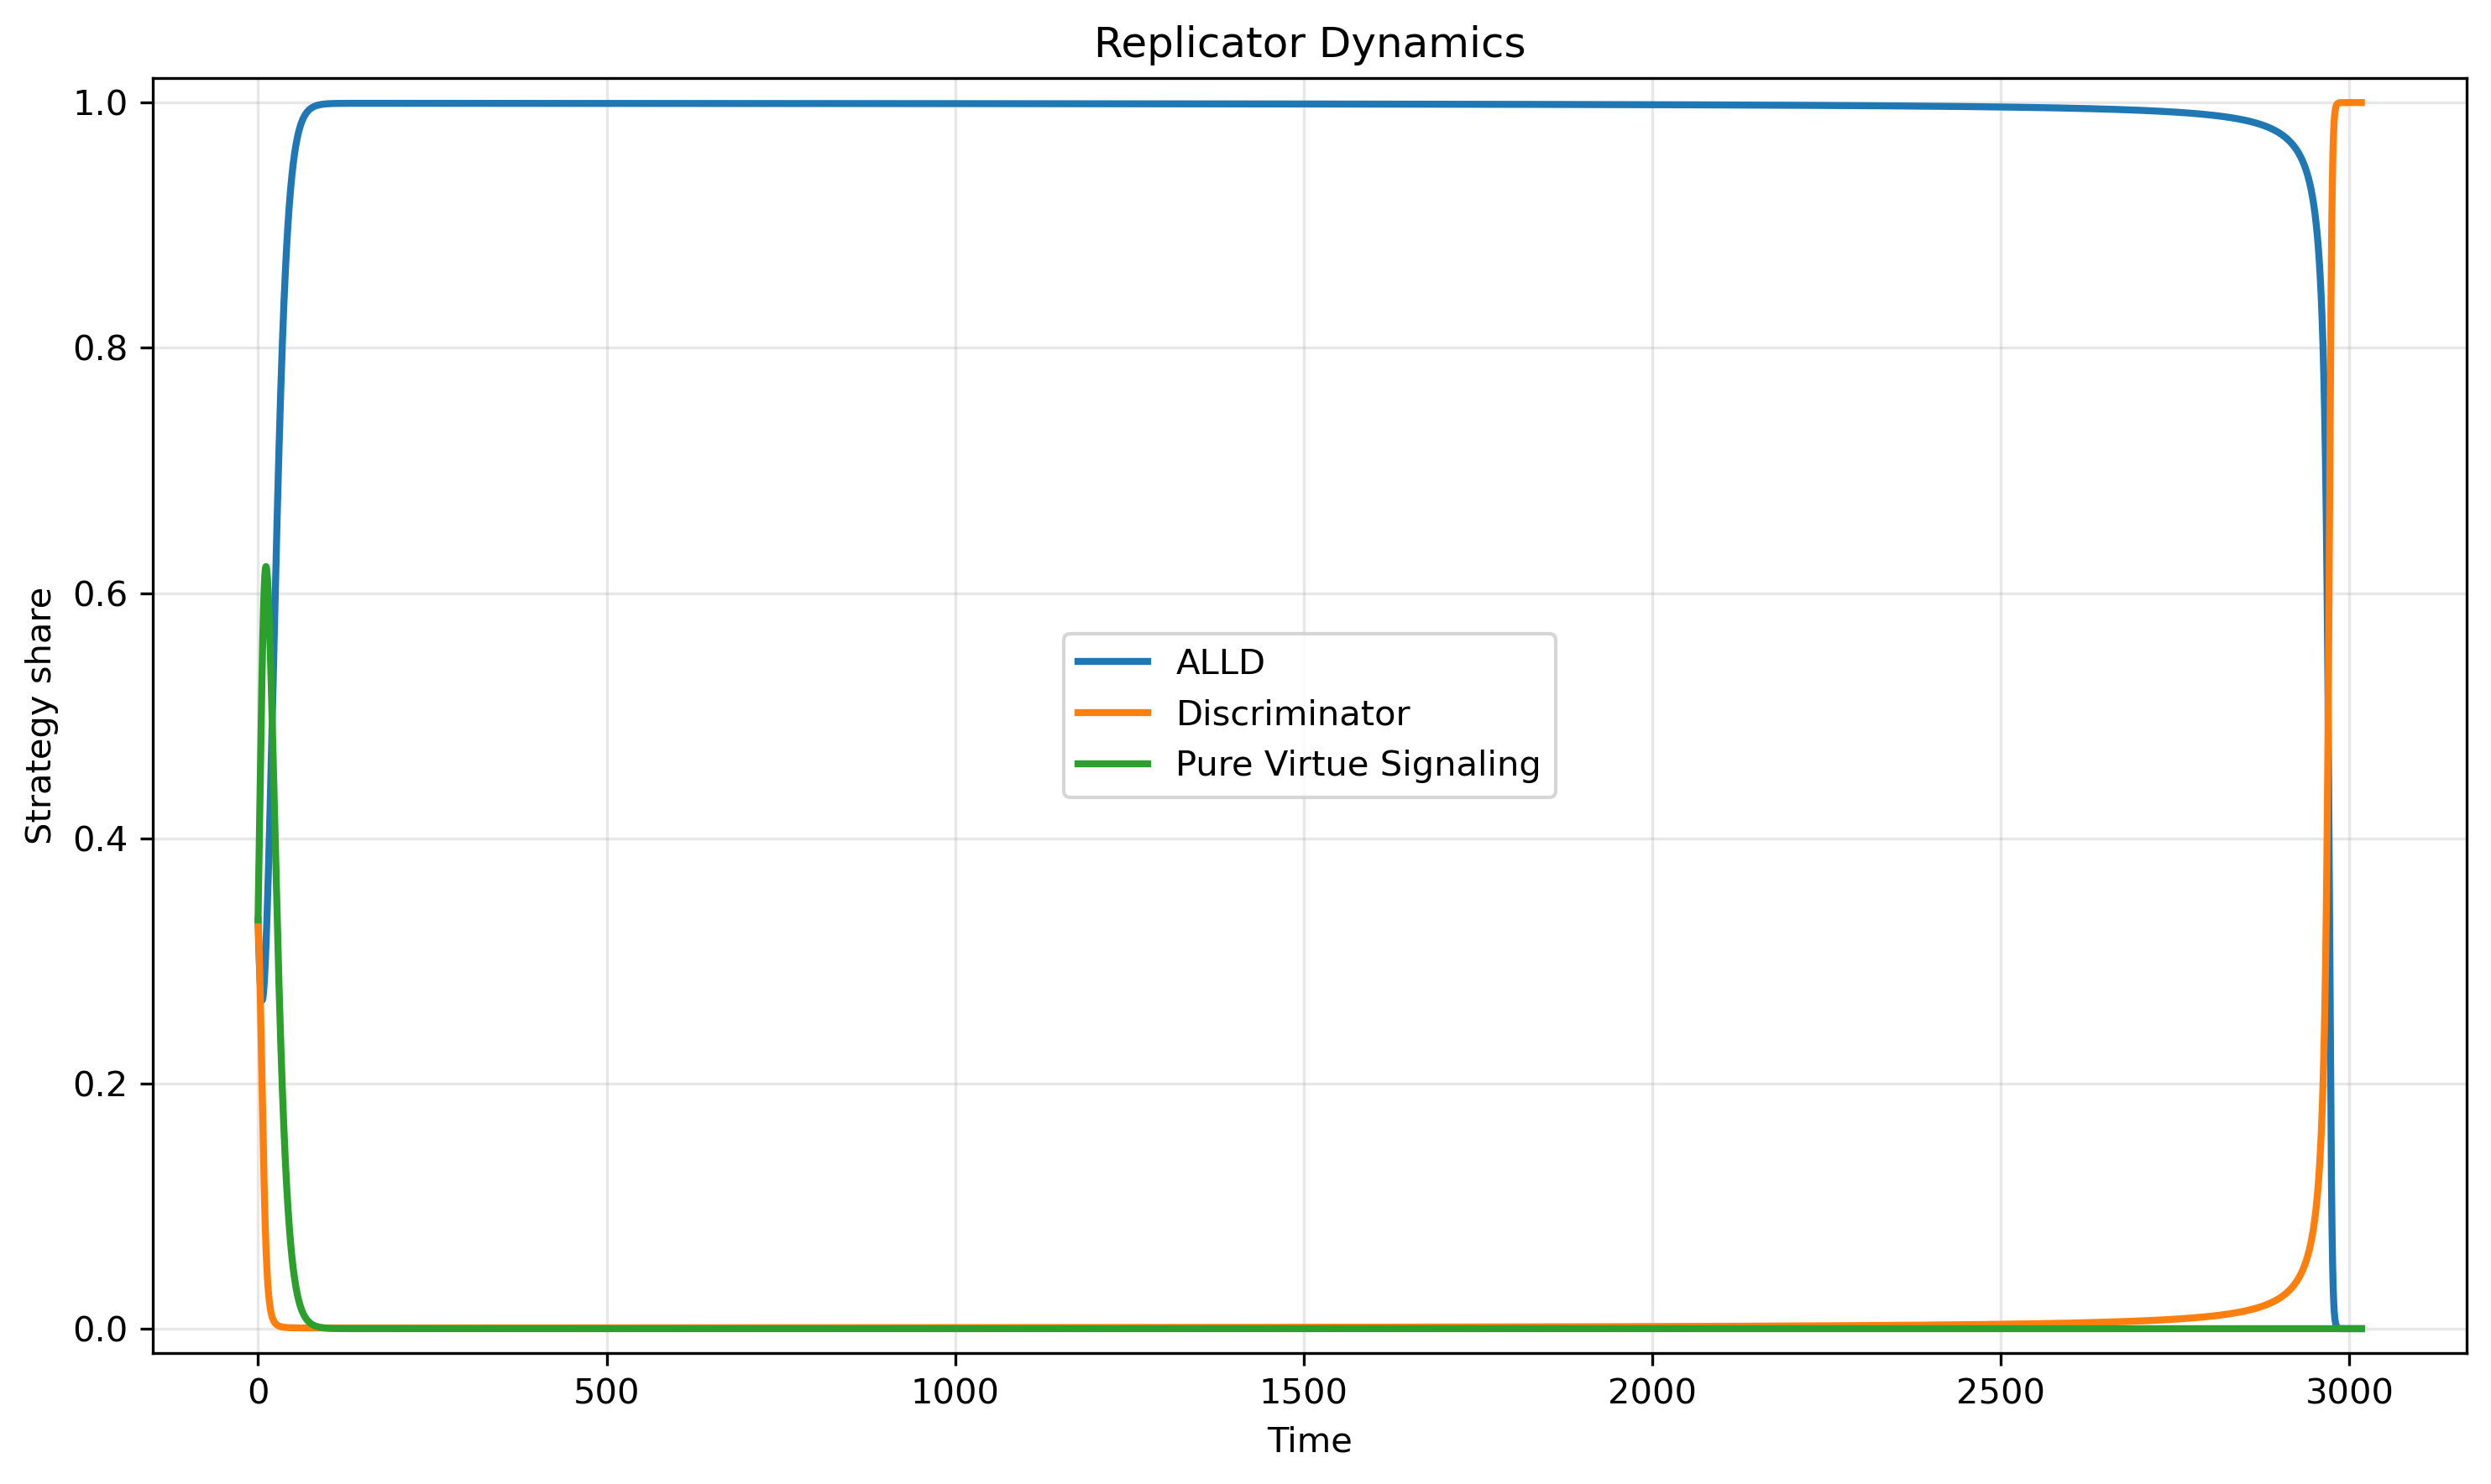 Replicator Dynamics
Strategy share
1.0
0.8
0.6
0.4
0.2
0.0
ALLD
Discriminator
Pure Virtue Signaling
0 500 1000 1500 2000 2500 3000
Time